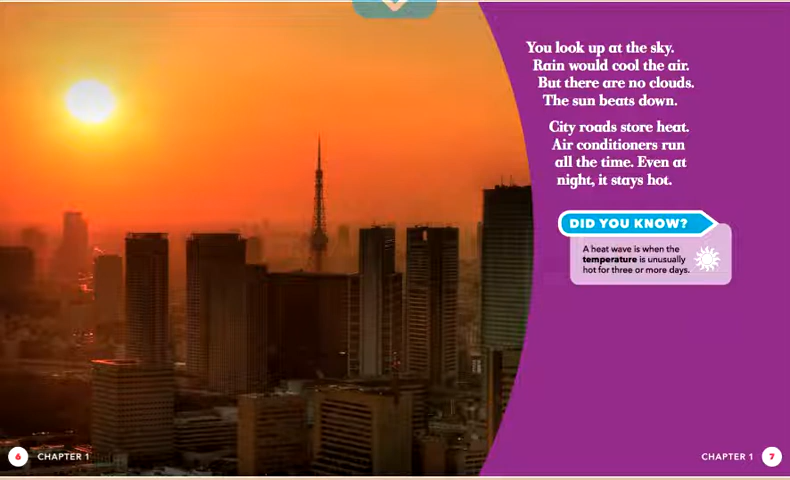 You look up at the sky.
Rain would cool the air.
But there are no clouds.
The sun beats down.
City roads store heat.
Air conditioners run
all the time. Even at
night, it stays hot.
DID YOU KNOW?
A heat wave is when the
temperature is unusually
hot for three or more days.
6 CHAPTER 1
CHAPTER 1 7